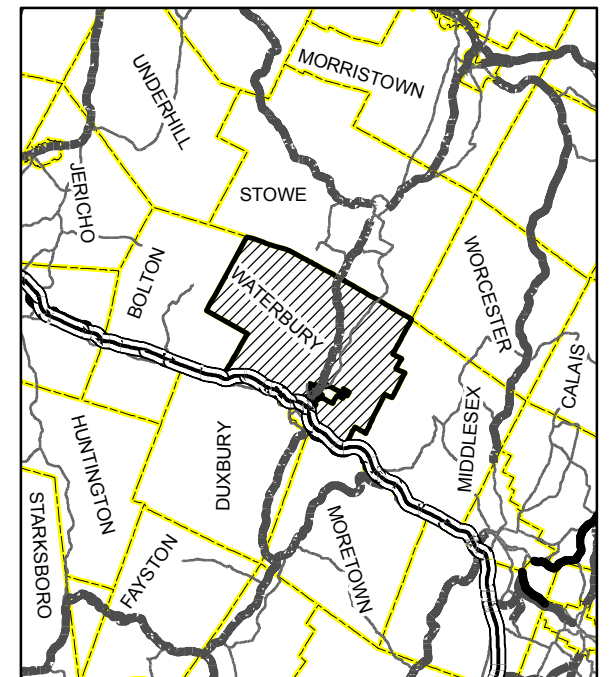 MORRISTOWN
UNDERHILL
JERICHO
STOWE
BOLTON
WATERBURY
WORCESTER
CALAIS
MIDDLESEX
HUNTINGTON
DUXBURY
STARKSBORO
FAYSTON
MORETOWN